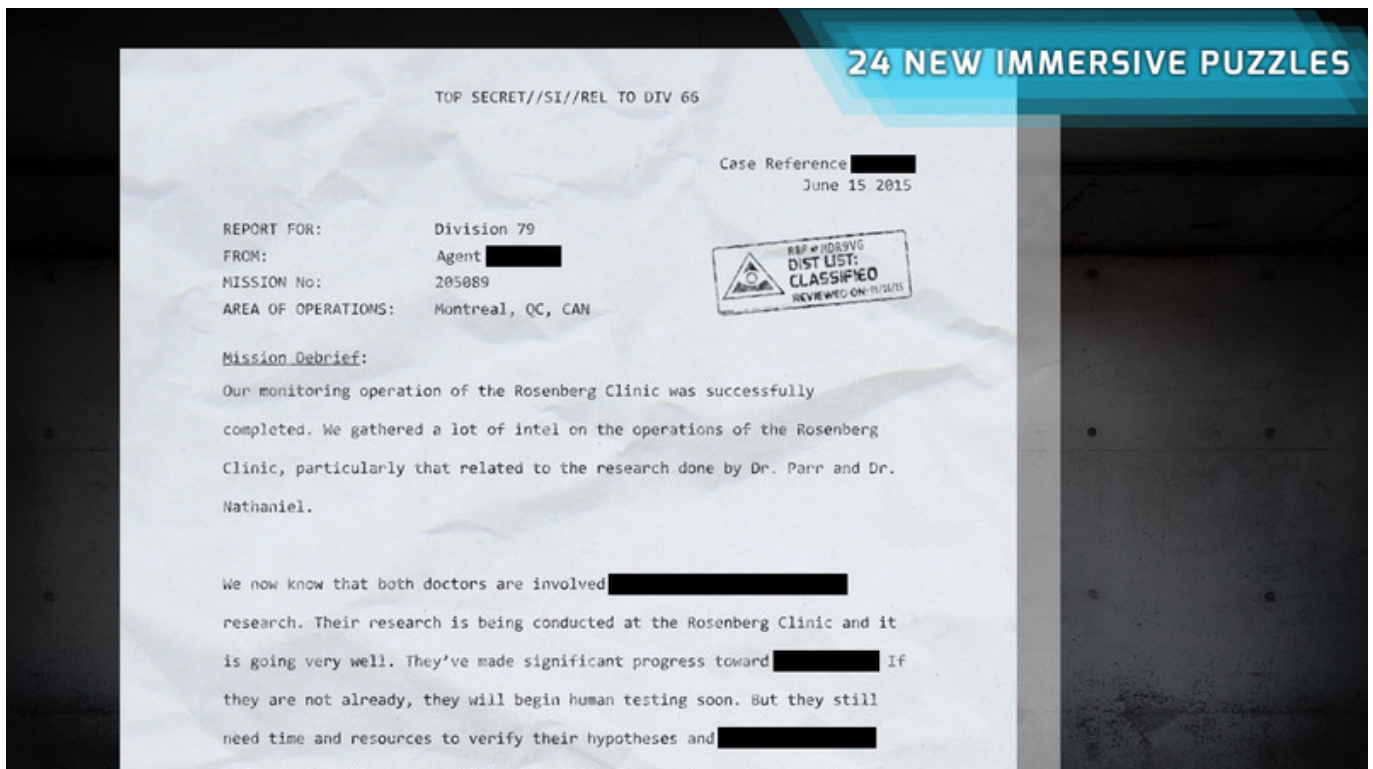 24 NEW IMMERSIVE PUZZLES
TOP SECRET//SI//REL TO DIV 66
Case Reference
June 15 2015
REPORT FOR: Division 79
FROM: Agent
MISSION No: 205089
AREA OF OPERATIONS: Montreal, QC, CAN
DIST LIST:
CLASSIFIED
REVIEWED ON
Mission Debrief:
Our monitoring operation of the Rosenberg Clinic was successfully
completed. We gathered a lot of intel on the operations of the Rosenberg
Clinic, particularly that related to the research done by Dr. Parr and Dr.
Nathaniel.
We now know that both doctors are involved
research. Their research is being conducted at the Rosenberg Clinic and it
is going very well. They've made significant progress toward If
they are not already, they will begin human testing soon. But they still
need time and resources to verify their hypotheses and